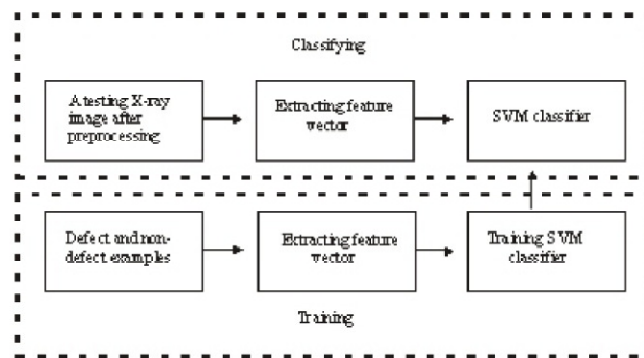 Classifying
A testing X-ray
image after
preprocessing
Extracting feature
vector
SVM classifier
Defect and non-
defect examples
Extracting feature
vector
Training SVM
classifier
Training